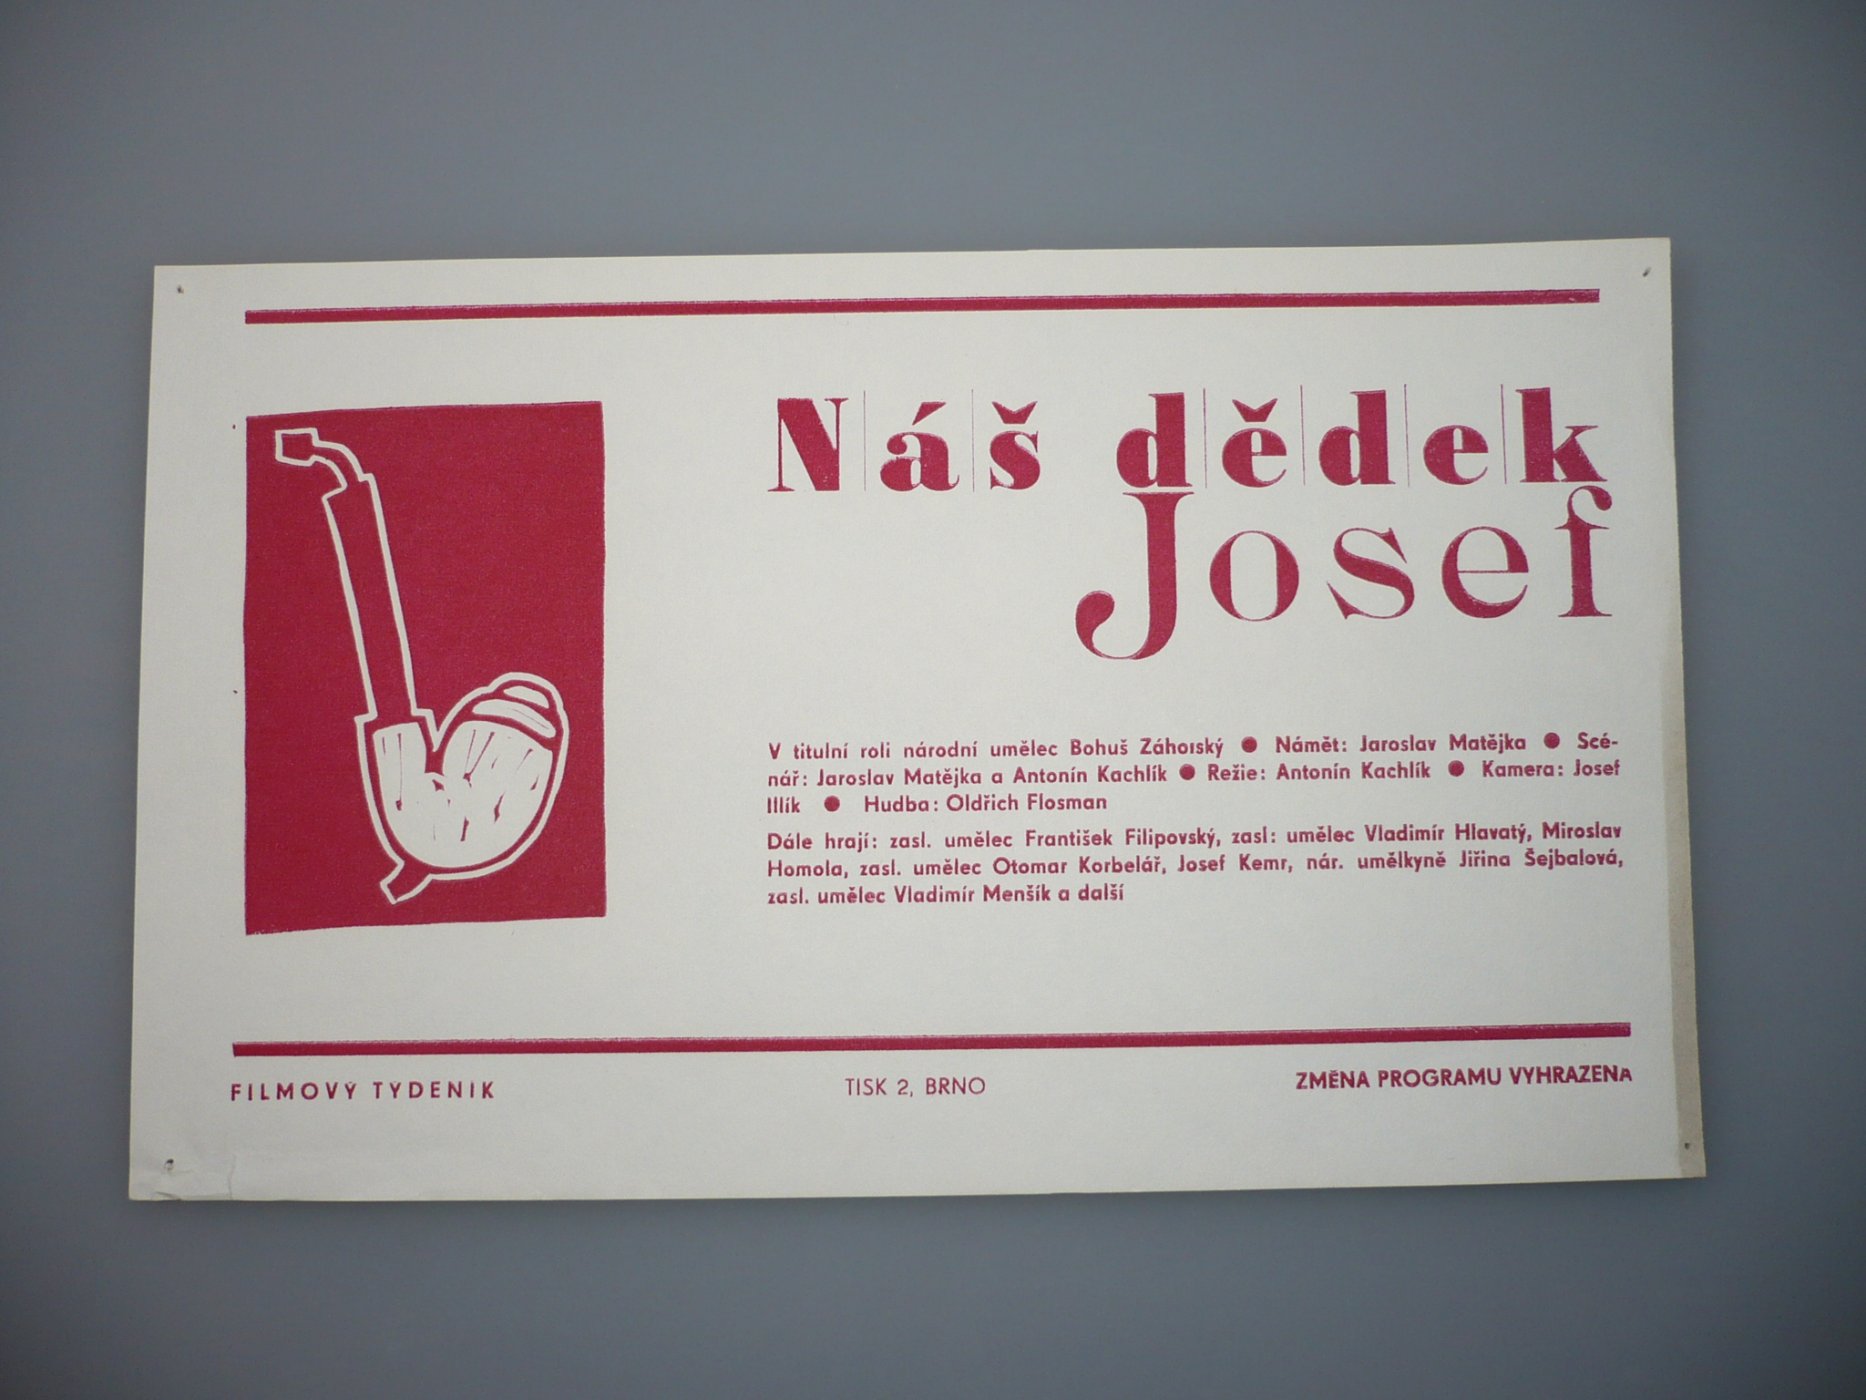 Náš dědek
Josef
V titulní roli národní umělec Bohuš Záhorský ● Námět: Jaroslav Matějka ● Scé-
nář: Jaroslav Matějka a Antonín Kachlík ● Režie: Antonín Kachlík ● Kamera: Josef
Illík ● Hudba: Oldřich Flosman
Dále hrají: zasl. umělec František Filipovský, zasl: umělec Vladimír Hlavatý, Miroslav
Homola, zasl. umělec Otomar Korbelář, Josef Kemr, nár. umělkyně Jiřina Šejbalová,
zasl. umělec Vladimír Menšík a další
FILMOVÝ TYDENIK TISK 2, BRNO ZMĚNA PROGRAMU VYHRAZENA